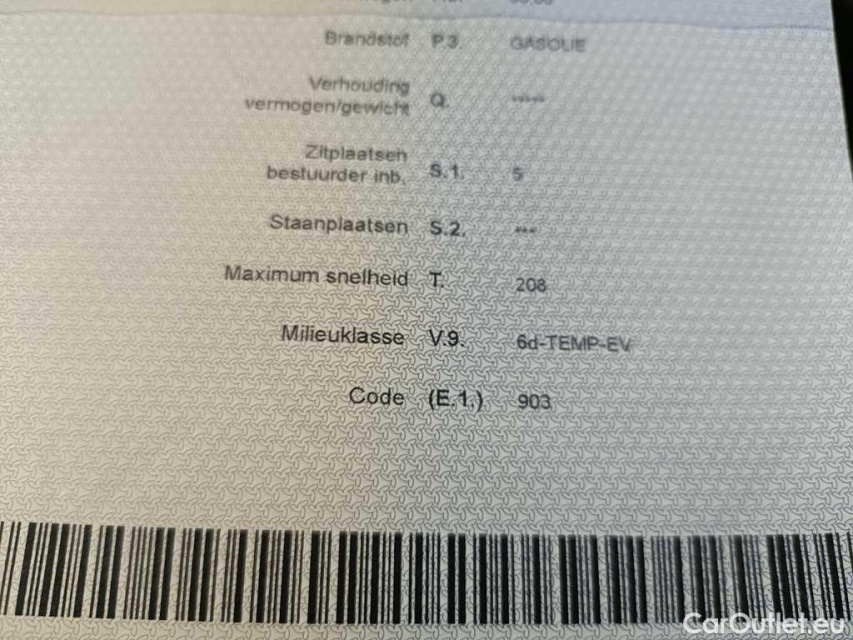 Brandstof P.3. GASOLIE
Verhouding
vermogen/gewicht Q. -----
Zitplaatsen
bestuurder inb. S.1. 5
Staanplaatsen S.2. ---
Maximum snelheid T. 208
Milieuklasse V.9. 6d-TEMP-EV
Code (E.1.) 903
CarOutlet.eu